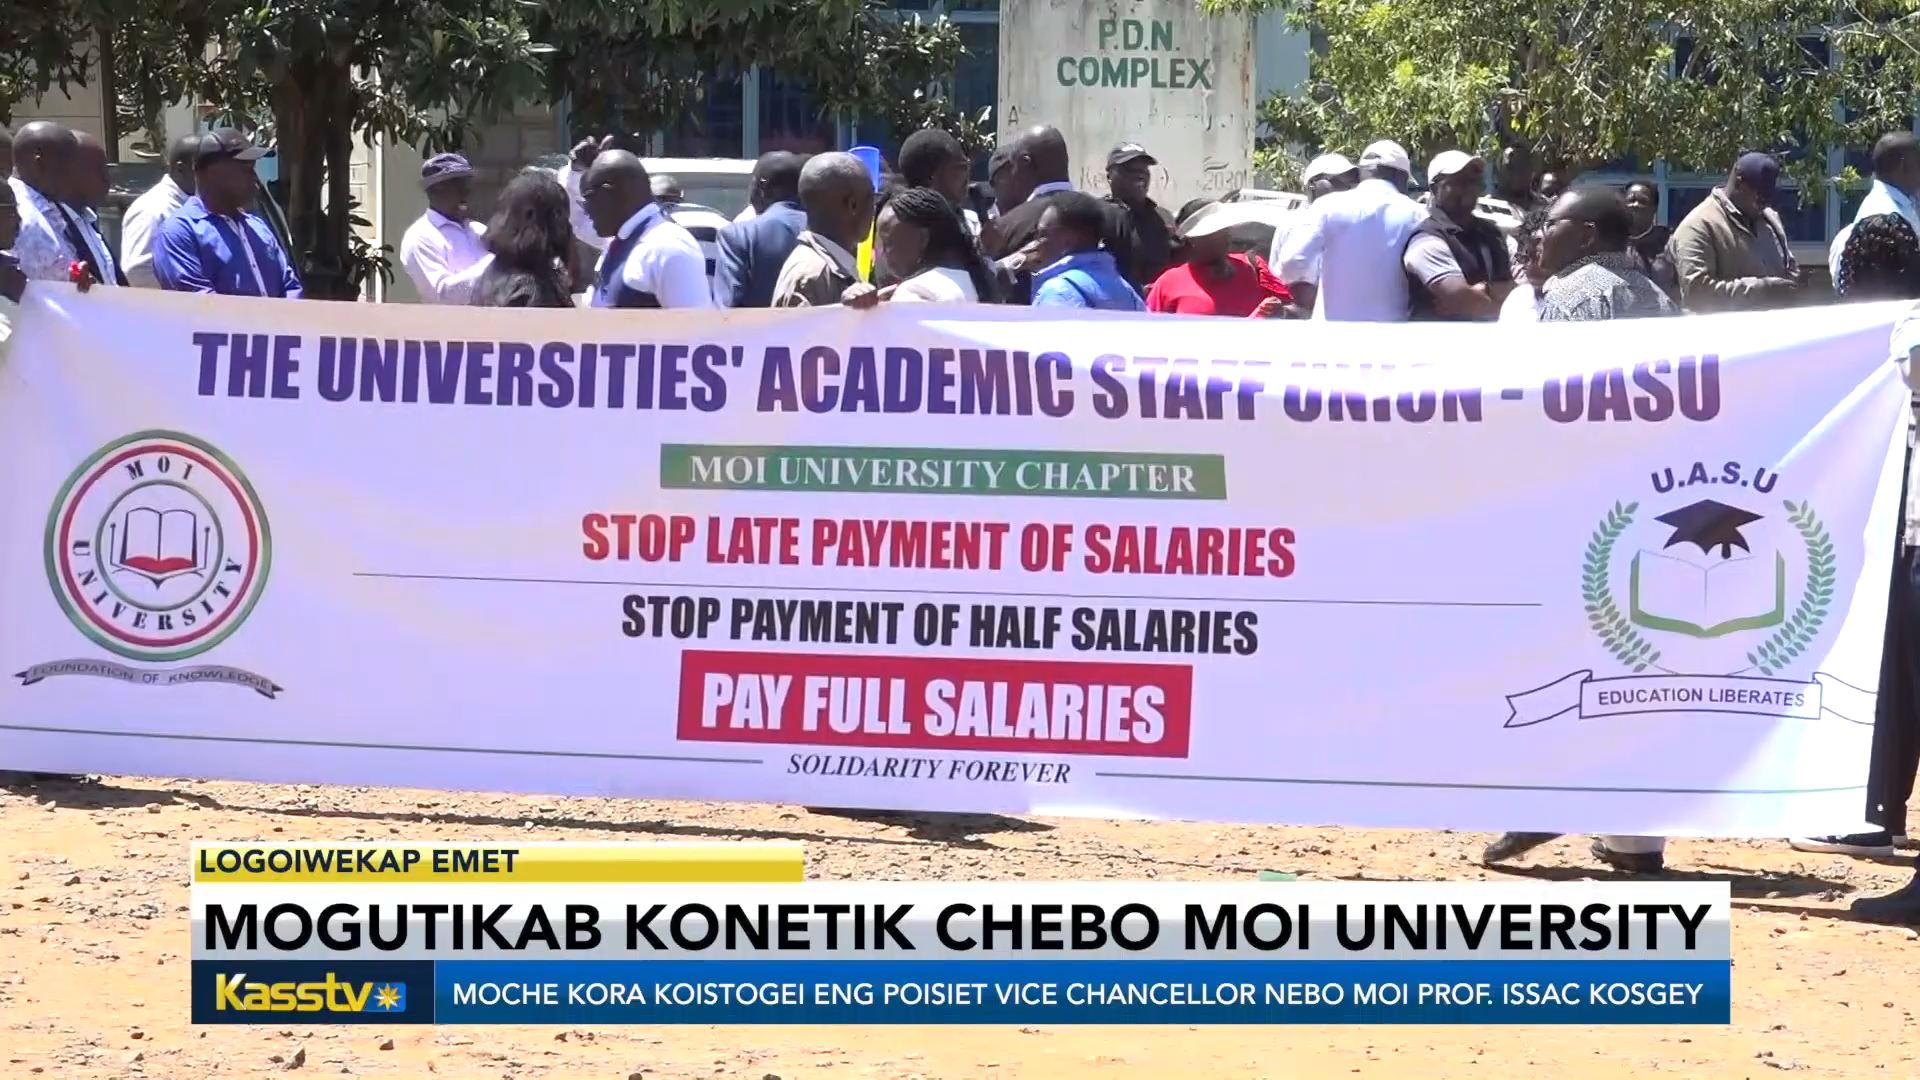 P.D.N.
COMPLEX
THE UNIVERSITIES' ACADEMIC STAFF UNION - UASU
MOI UNIVERSITY CHAPTER
STOP LATE PAYMENT OF SALARIES
STOP PAYMENT OF HALF SALARIES
PAY FULL SALARIES
SOLIDARITY FOREVER
MOI
UNIVERSITY
FOUNDATION OF KNOWLEDGE
U.A.S.U
EDUCATION LIBERATES
LOGOIWEKAP EMET
MOGUTIKAB KONETIK CHEBO MOI UNIVERSITY
Kasstv
MOCHE KORA KOISTOGEI ENG POISIET VICE CHANCELLOR NEBO MOI PROF. ISSAC KOSGEY